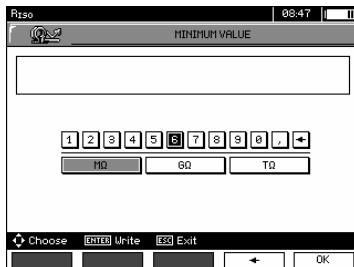 RISO 08:47
MINIMUM VALUE
1 2 3 4 5 6 7 8 9 0 , ←
MΩ GΩ TΩ
Choose ENTER Write ESC Exit
← OK